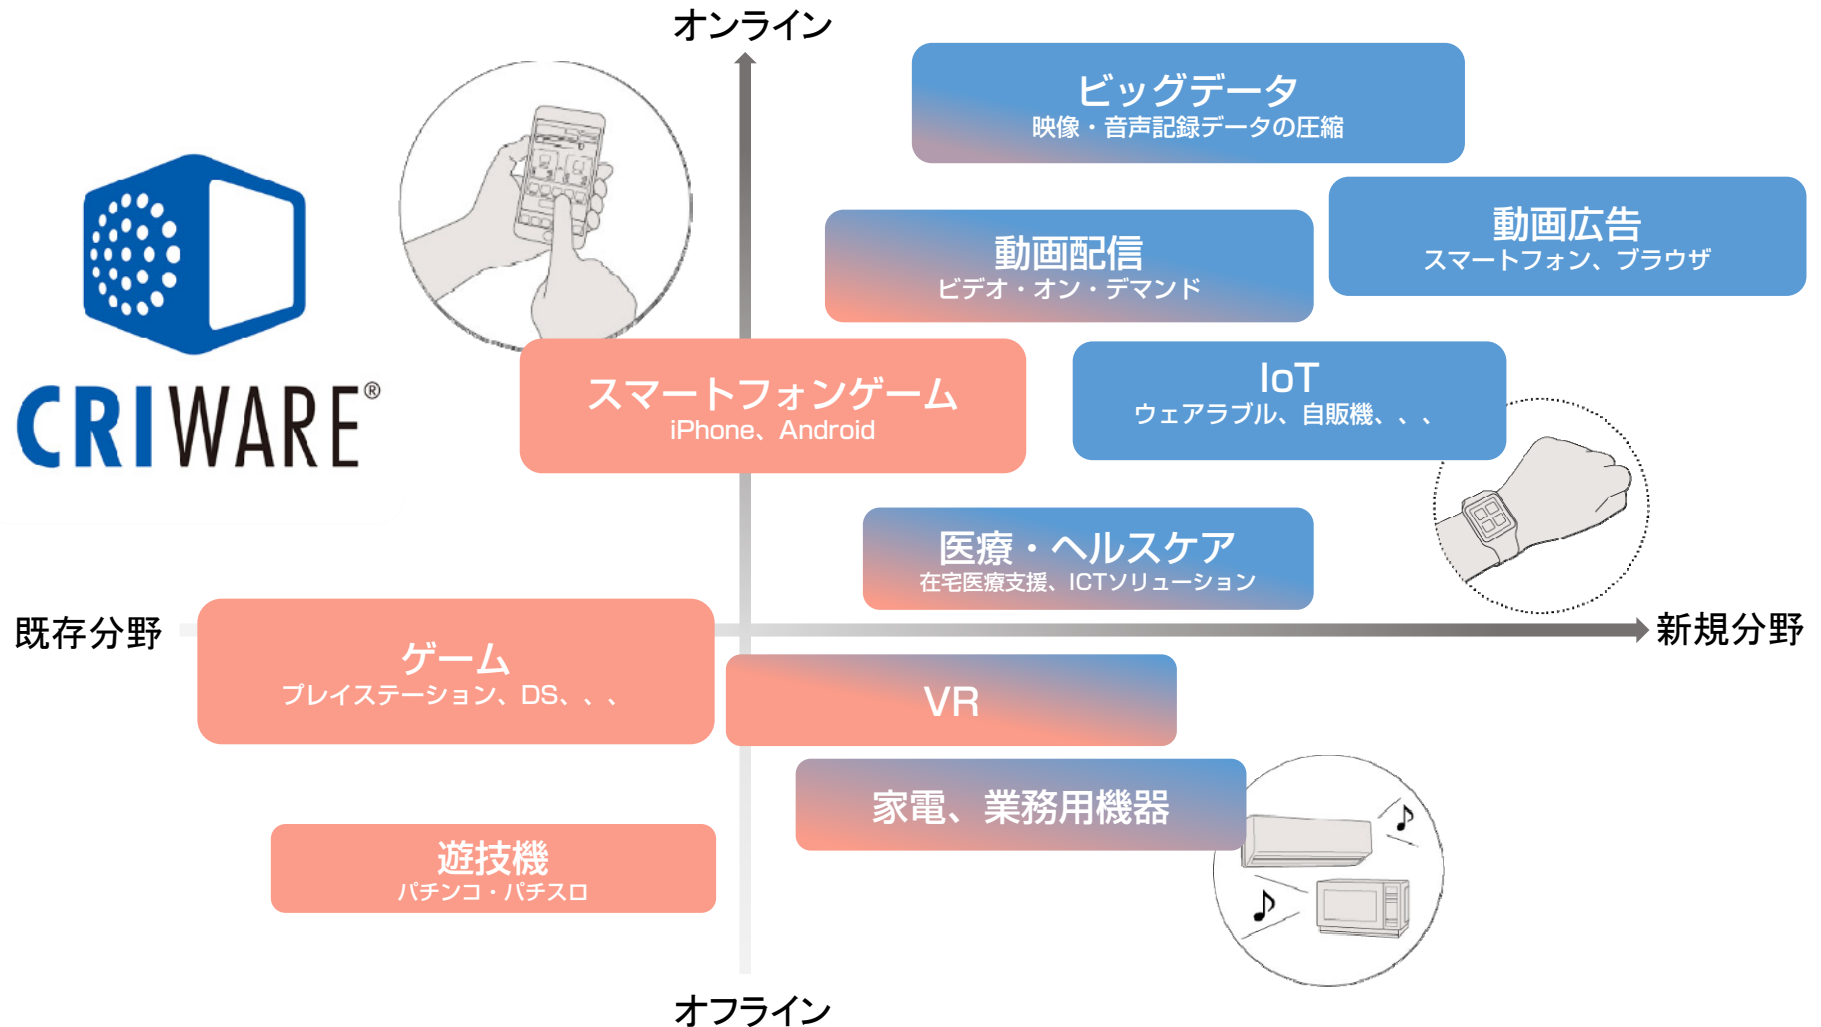 オンライン
ビッグデータ
映像・音声記録データの圧縮
動画広告
スマートフォン、ブラウザ
動画配信
ビデオ・オン・デマンド
CRIWARE®
スマートフォンゲーム
iPhone、Android
IoT
ウェアラブル、自販機、、、
医療・ヘルスケア
在宅医療支援、ICTソリューション
既存分野
新規分野
ゲーム
プレイステーション、DS、、、
VR
家電、業務用機器
遊技機
パチンコ・パチスロ
オフライン